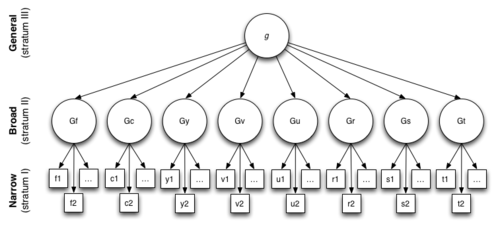 General
(stratum III)
g
Broad
(stratum II)
Gf Gc Gy Gv Gu Gr Gs Gt
Narrow
(stratum I)
f1 ... c1 ... y1 ... v1 ... u1 ... r1 ... s1 ... t1 ...
f2 c2 y2 v2 u2 r2 s2 t2